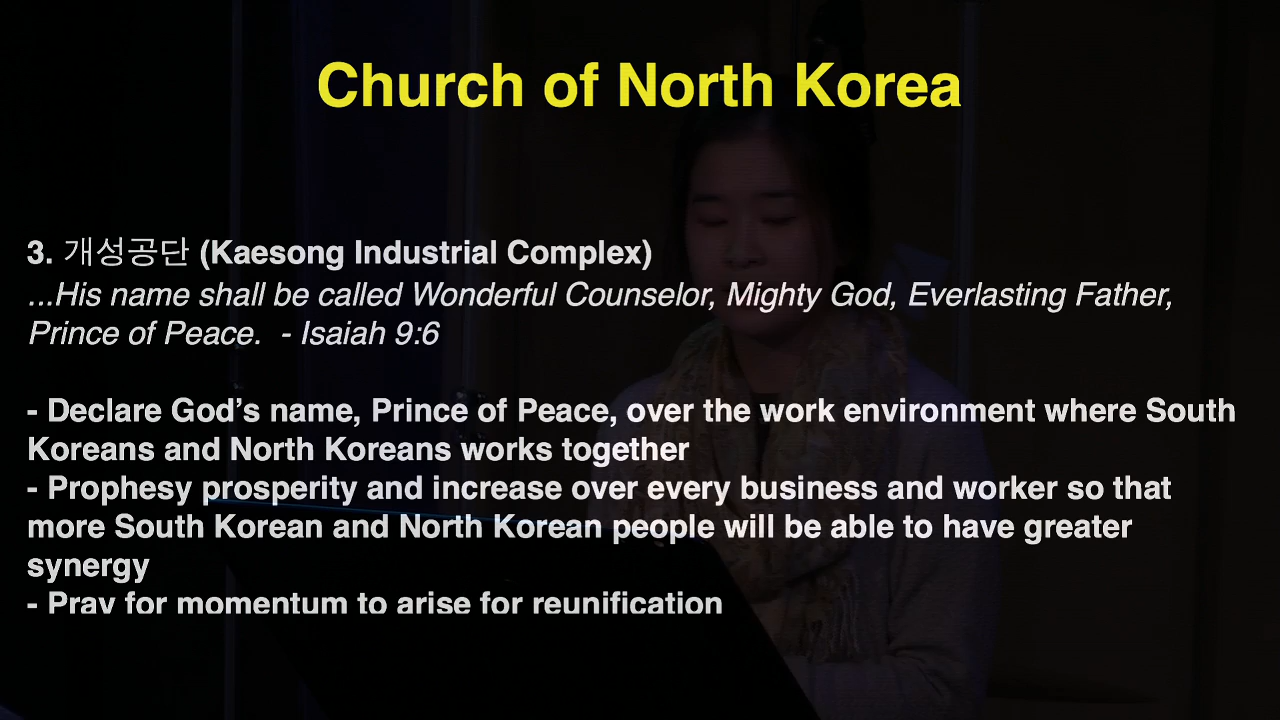 Church of North Korea
3. 개성공단 (Kaesong Industrial Complex)
...His name shall be called Wonderful Counselor, Mighty God, Everlasting Father,
Prince of Peace.  - Isaiah 9:6
- Declare God’s name, Prince of Peace, over the work environment where South
Koreans and North Koreans works together
- Prophesy prosperity and increase over every business and worker so that
more South Korean and North Korean people will be able to have greater
synergy
- Pray for momentum to arise for reunification